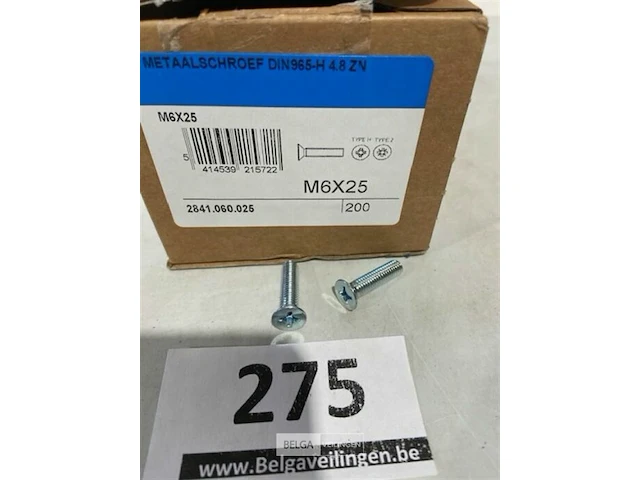 METAALSCHROEF DIN965-H 4.8 ZN
M6X25
TYPE H TYPE Z
5 414539 215722
M6X25
2841.060.025 200
275
BELGA VEILINGEN
www.Belgaveilingen.be